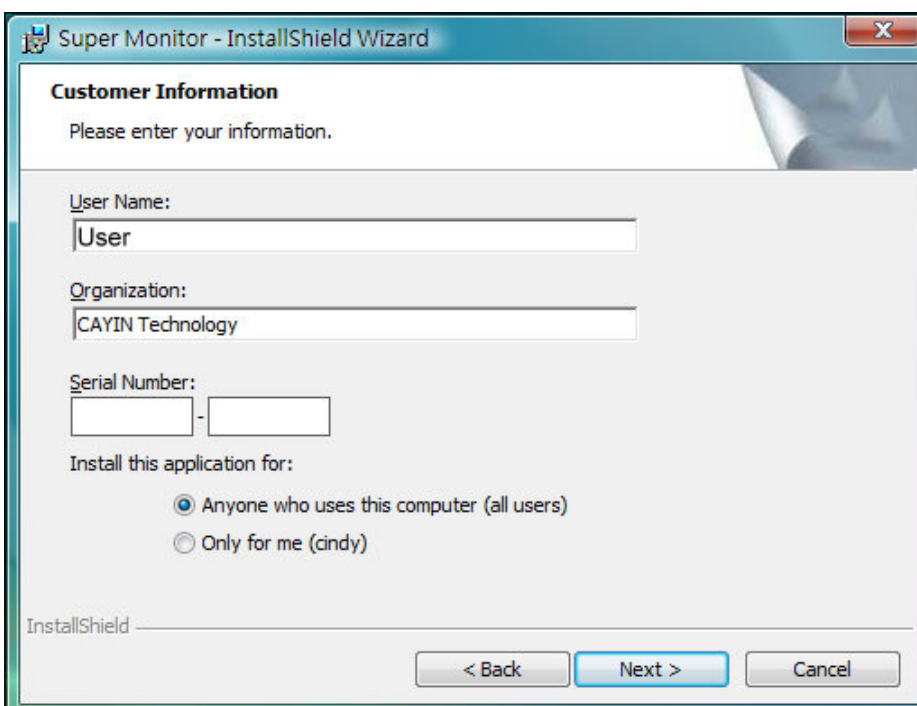 Super Monitor - InstallShield Wizard
Customer Information
Please enter your information.
User Name:
User
Organization:
CAYIN Technology
Serial Number:
-
Install this application for:
Anyone who uses this computer (all users)
Only for me (cindy)
InstallShield
< Back Next > Cancel